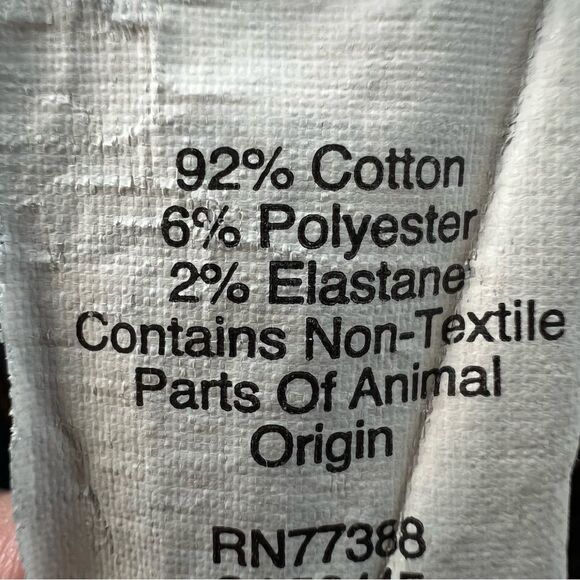 92% Cotton
6% Polyester
2% Elastane
Contains Non-Textile
Parts Of Animal
Origin
RN77388